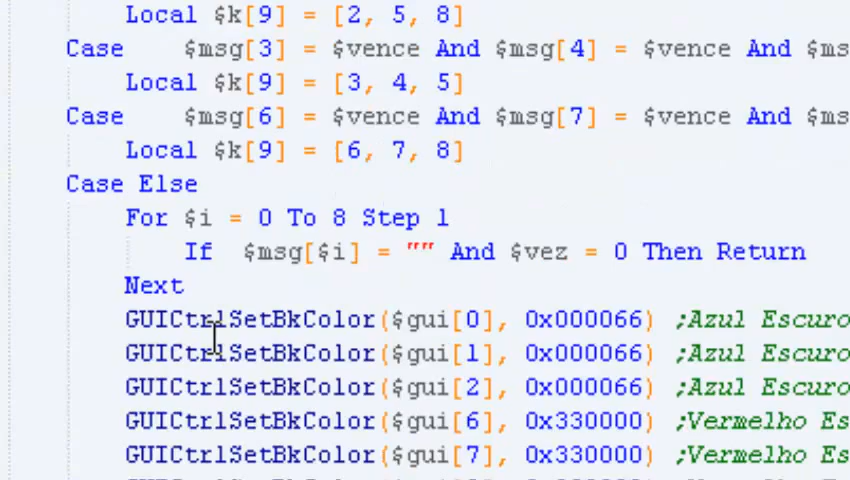 Local $k[9] = [2, 5, 8]
Case $msg[3] = $vence And $msg[4] = $vence And $ms
Local $k[9] = [3, 4, 5]
Case $msg[6] = $vence And $msg[7] = $vence And $ms
Local $k[9] = [6, 7, 8]
Case Else
For $i = 0 To 8 Step 1
If $msg[$i] = "" And $vez = 0 Then Return
Next
GUICtrlSetBkColor($gui[0], 0x000066) ;Azul Escuro
GUICtrlSetBkColor($gui[1], 0x000066) ;Azul Escuro
GUICtrlSetBkColor($gui[2], 0x000066) ;Azul Escuro
GUICtrlSetBkColor($gui[6], 0x330000) ;Vermelho Es
GUICtrlSetBkColor($gui[7], 0x330000) ;Vermelho Es